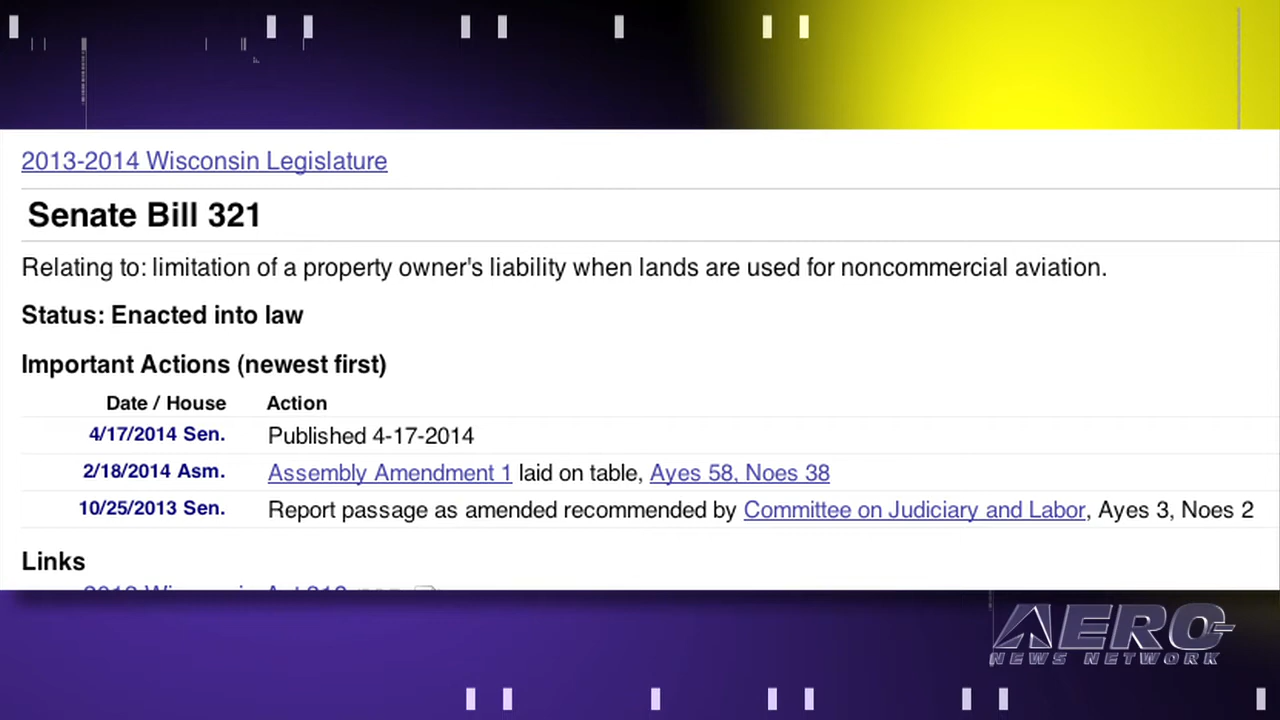 2013-2014 Wisconsin Legislature
Senate Bill 321
Relating to: limitation of a property owner's liability when lands are used for noncommercial aviation.
Status: Enacted into law
Important Actions (newest first)
Date / House Action
4/17/2014 Sen. Published 4-17-2014
2/18/2014 Asm. Assembly Amendment 1 laid on table, Ayes 58, Noes 38
10/25/2013 Sen. Report passage as amended recommended by Committee on Judiciary and Labor, Ayes 3, Noes 2
Links
AERO-
NEWS NETWORK